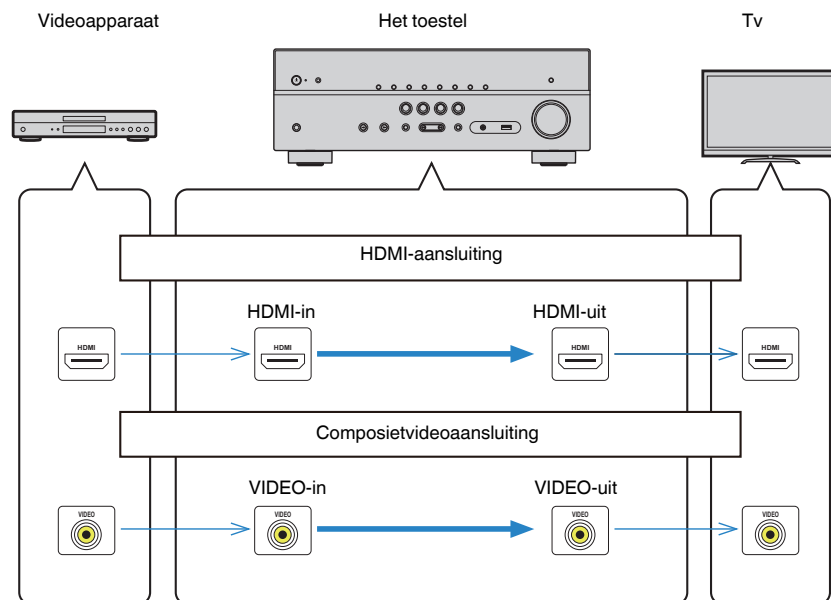 Videoapparaat
Het toestel
Tv
HDMI-aansluiting
HDMI-in
HDMI-uit
HDMI
HDMI
HDMI
HDMI
Composietvideoaansluiting
VIDEO-in
VIDEO-uit
VIDEO
VIDEO
VIDEO
VIDEO